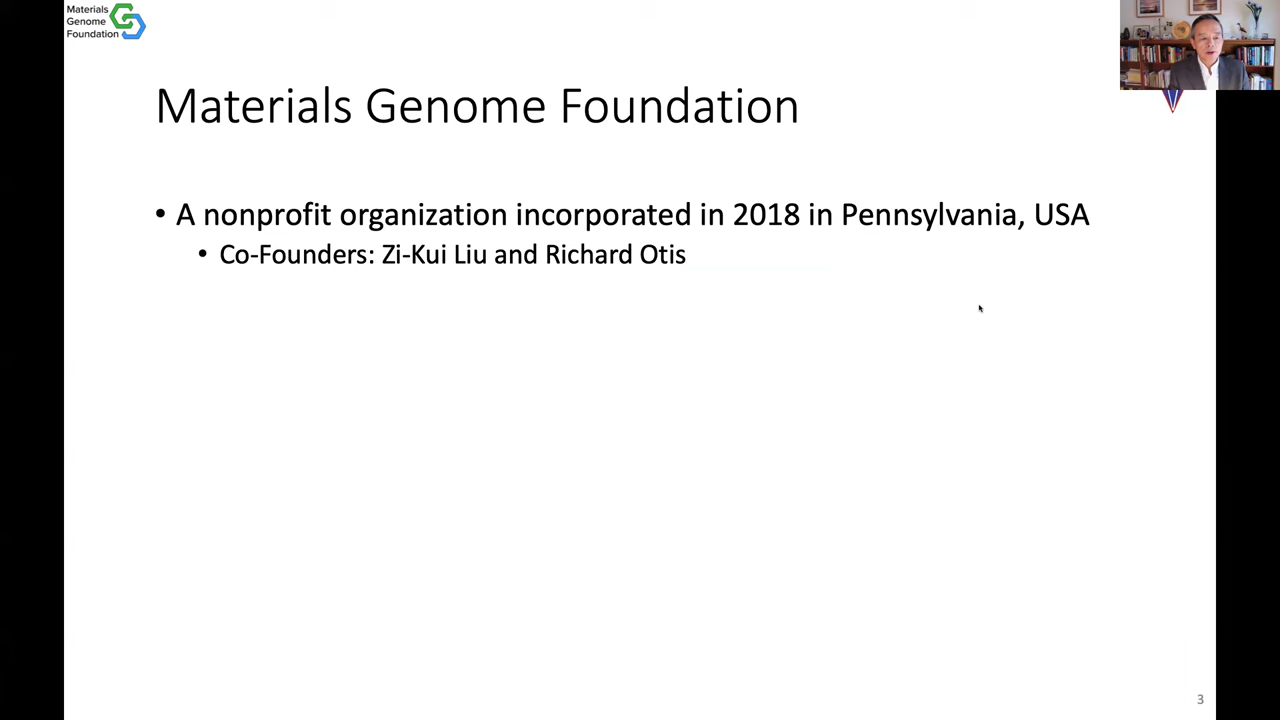 Materials
Genome
Foundation
Materials Genome Foundation
• A nonprofit organization incorporated in 2018 in Pennsylvania, USA
• Co-Founders: Zi-Kui Liu and Richard Otis
3